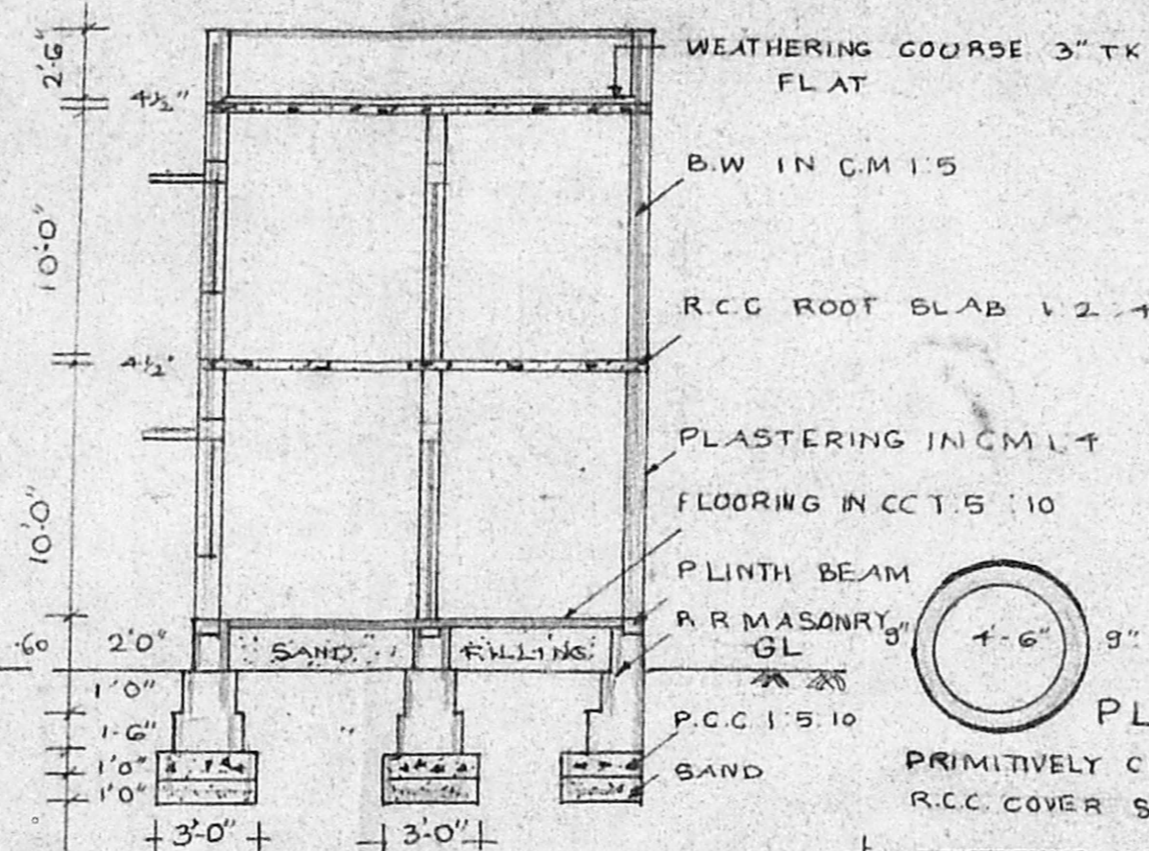 2'-6"
4½"
10'-0"
4½"
10'-0"
.60
2'0"
1'0"
1-6"
1'0"
1'0"
3'-0"
3'-0"
SAND
FILLING
WEATHERING COURSE 3" TK
FLAT
B.W IN C.M 1:5
R.C.C ROOF SLAB 1:2:4
PLASTERING IN CM 1:4
FLOORING IN CC 1:5:10
PLINTH BEAM
R R MASONRY
GL
P.C.C 1:5:10
SAND
9"
4'-6"
9"
PL
PRIMITIVELY C
R.C.C. COVER S